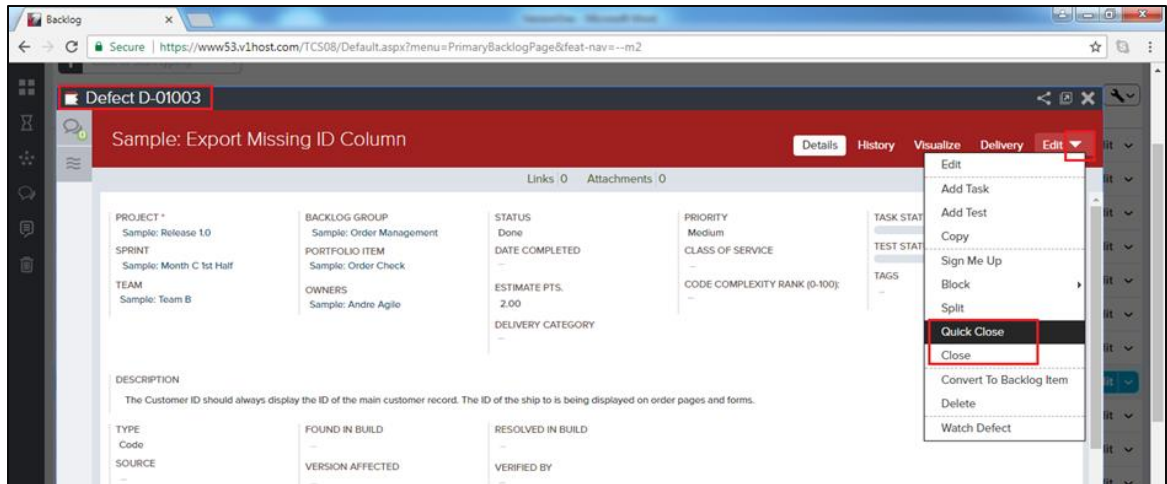 Backlog
Secure | https://www53.v1host.com/TCS08/Default.aspx?menu=PrimaryBacklogPage&feat-nav=--m2
Defect D-01003
Sample: Export Missing ID Column
Details History Visualize Delivery Edit
Links 0 Attachments 0
Edit
Add Task
Add Test
Copy
Sign Me Up
Block
Split
Quick Close
Close
Convert To Backlog Item
Delete
Watch Defect
PROJECT * BACKLOG GROUP STATUS PRIORITY TASK STAT
Sample: Release 1.0 Sample: Order Management Done Medium
SPRINT PORTFOLIO ITEM DATE COMPLETED CLASS OF SERVICE TEST STAT
Sample: Month C 1st Half Sample: Order Check
TEAM OWNERS ESTIMATE PTS. CODE COMPLEXITY RANK (0-100): TAGS
Sample: Team B Sample: Andre Agile 2.00
DELIVERY CATEGORY
DESCRIPTION
The Customer ID should always display the ID of the main customer record. The ID of the ship to is being displayed on order pages and forms.
TYPE FOUND IN BUILD RESOLVED IN BUILD
Code
SOURCE VERSION AFFECTED VERIFIED BY